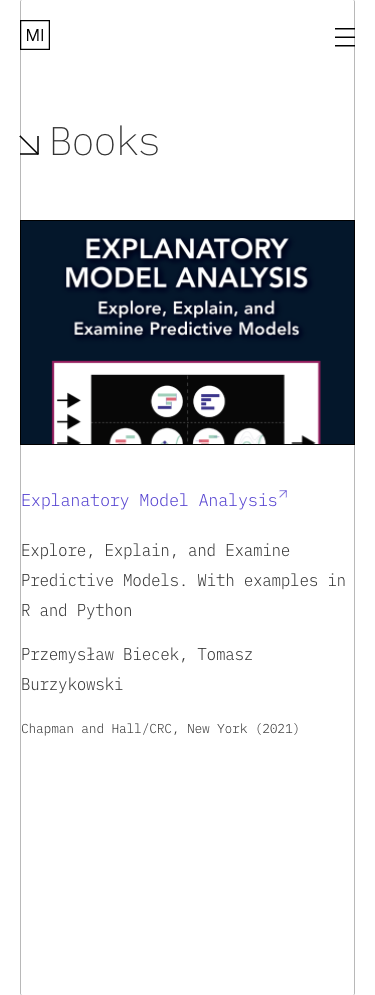 MI
Books
EXPLANATORY
MODEL ANALYSIS
Explore, Explain, and
Examine Predictive Models
Explanatory Model Analysis
Explore, Explain, and Examine
Predictive Models. With examples in
R and Python
Przemysław Biecek, Tomasz
Burzykowski
Chapman and Hall/CRC, New York (2021)